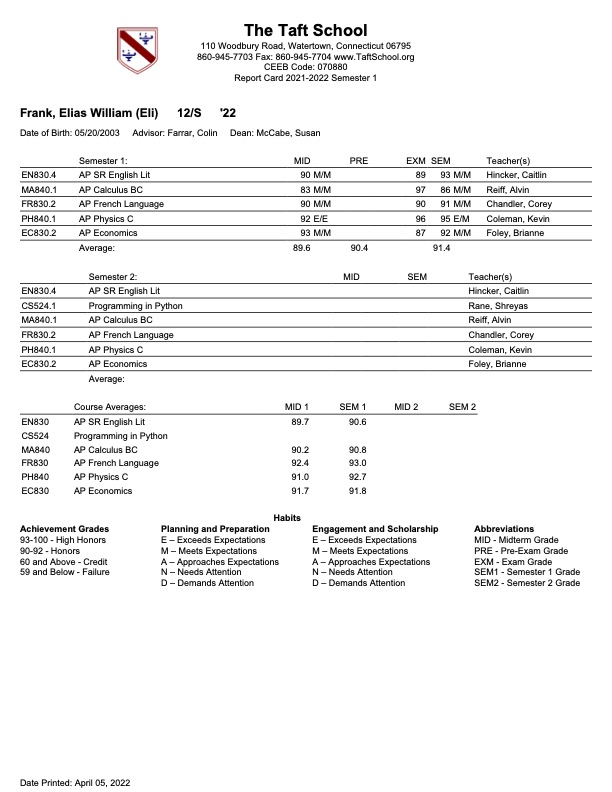 The Taft School
110 Woodbury Road, Watertown, Connecticut 06795
860-945-7703 Fax: 860-945-7704 www.TaftSchool.org
CEEB Code: 070880
Report Card 2021-2022 Semester 1
Frank, Elias William (Eli) 12/S '22
Date of Birth: 05/20/2003 Advisor: Farrar, Colin Dean: McCabe, Susan
Semester 1: MID PRE EXM SEM Teacher(s)
EN830.4 AP SR English Lit 90 M/M 89 93 M/M Hincker, Caitlin
MA840.1 AP Calculus BC 83 M/M 97 86 M/M Reiff, Alvin
FR830.2 AP French Language 90 M/M 90 91 M/M Chandler, Corey
PH840.1 AP Physics C 92 E/E 96 95 E/M Coleman, Kevin
EC830.2 AP Economics 93 M/M 87 92 M/M Foley, Brianne
Average: 89.6 90.4 91.4
Semester 2: MID SEM Teacher(s)
EN830.4 AP SR English Lit Hincker, Caitlin
CS524.1 Programming in Python Rane, Shreyas
MA840.1 AP Calculus BC Reiff, Alvin
FR830.2 AP French Language Chandler, Corey
PH840.1 AP Physics C Coleman, Kevin
EC830.2 AP Economics Foley, Brianne
Average:
Course Averages: MID 1 SEM 1 MID 2 SEM 2
EN830 AP SR English Lit 89.7 90.6
CS524 Programming in Python
MA840 AP Calculus BC 90.2 90.8
FR830 AP French Language 92.4 93.0
PH840 AP Physics C 91.0 92.7
EC830 AP Economics 91.7 91.8
Habits
Achievement Grades Planning and Preparation Engagement and Scholarship Abbreviations
93-100 - High Honors E – Exceeds Expectations E – Exceeds Expectations MID - Midterm Grade
90-92 - Honors M – Meets Expectations M – Meets Expectations PRE - Pre-Exam Grade
60 and Above - Credit A – Approaches Expectations A – Approaches Expectations EXM - Exam Grade
59 and Below - Failure N – Needs Attention N – Needs Attention SEM1 - Semester 1 Grade
D – Demands Attention D – Demands Attention SEM2 - Semester 2 Grade
Date Printed: April 05, 2022